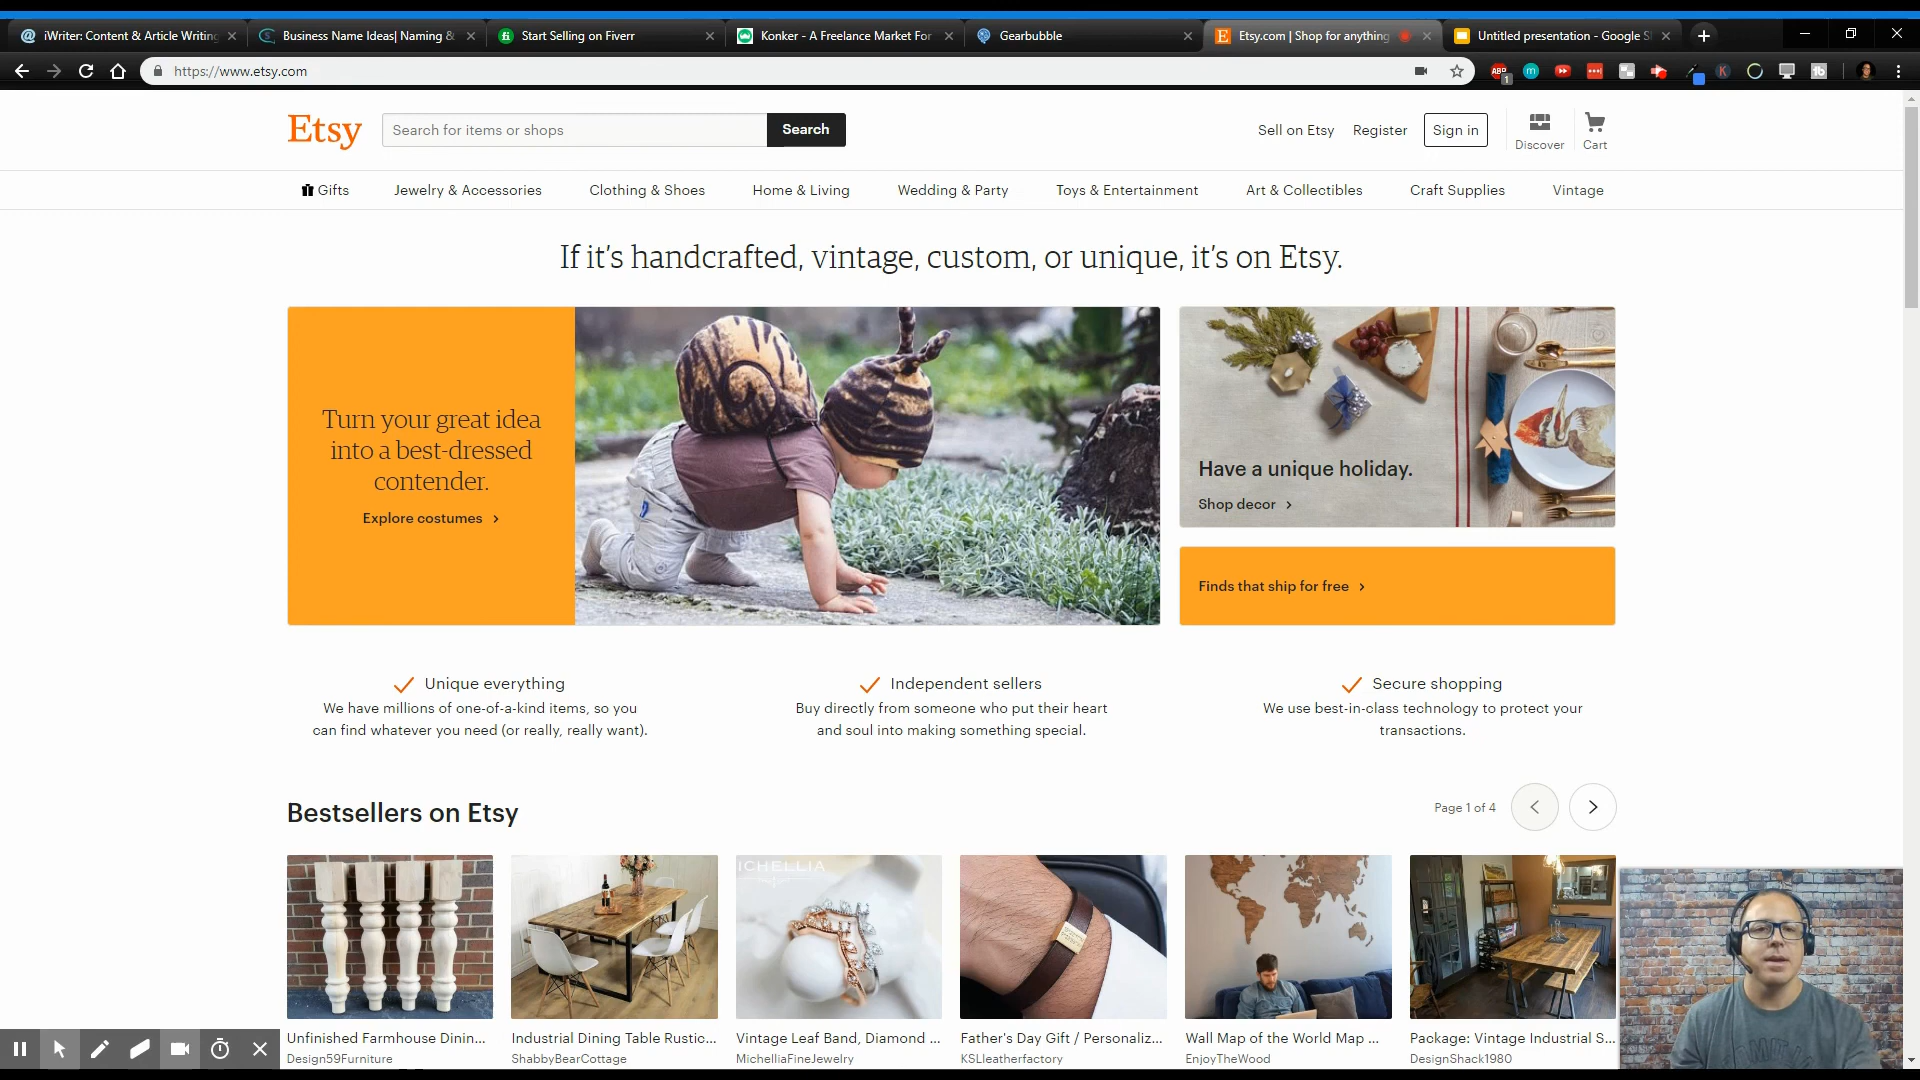 iWriter: Content & Article Writing
Business Name Ideas| Naming &
Start Selling on Fiverr
Konker - A Freelance Market For
Gearbubble
Etsy.com | Shop for anything
Untitled presentation - Google S
https://www.etsy.com
ABP
1
Etsy
Search for items or shops
Search
Sell on Etsy
Register
Sign in
Discover
Cart
Gifts
Jewelry & Accessories
Clothing & Shoes
Home & Living
Wedding & Party
Toys & Entertainment
Art & Collectibles
Craft Supplies
Vintage
If it's handcrafted, vintage, custom, or unique, it's on Etsy.
Turn your great idea
into a best-dressed
contender.
Explore costumes >
Have a unique holiday.
Shop decor >
Finds that ship for free >
Unique everything
We have millions of one-of-a-kind items, so you
can find whatever you need (or really, really want).
Independent sellers
Buy directly from someone who put their heart
and soul into making something special.
Secure shopping
We use best-in-class technology to protect your
transactions.
Bestsellers on Etsy
Page 1 of 4
ICHELLIA
Unfinished Farmhouse Dinin...
Design59Furniture
Industrial Dining Table Rustic...
ShabbyBearCottage
Vintage Leaf Band, Diamond ...
MichelliaFineJewelry
Father's Day Gift / Personaliz...
KSLleatherfactory
Wall Map of the World Map ...
EnjoyTheWood
Package: Vintage Industrial S...
DesignShack1980